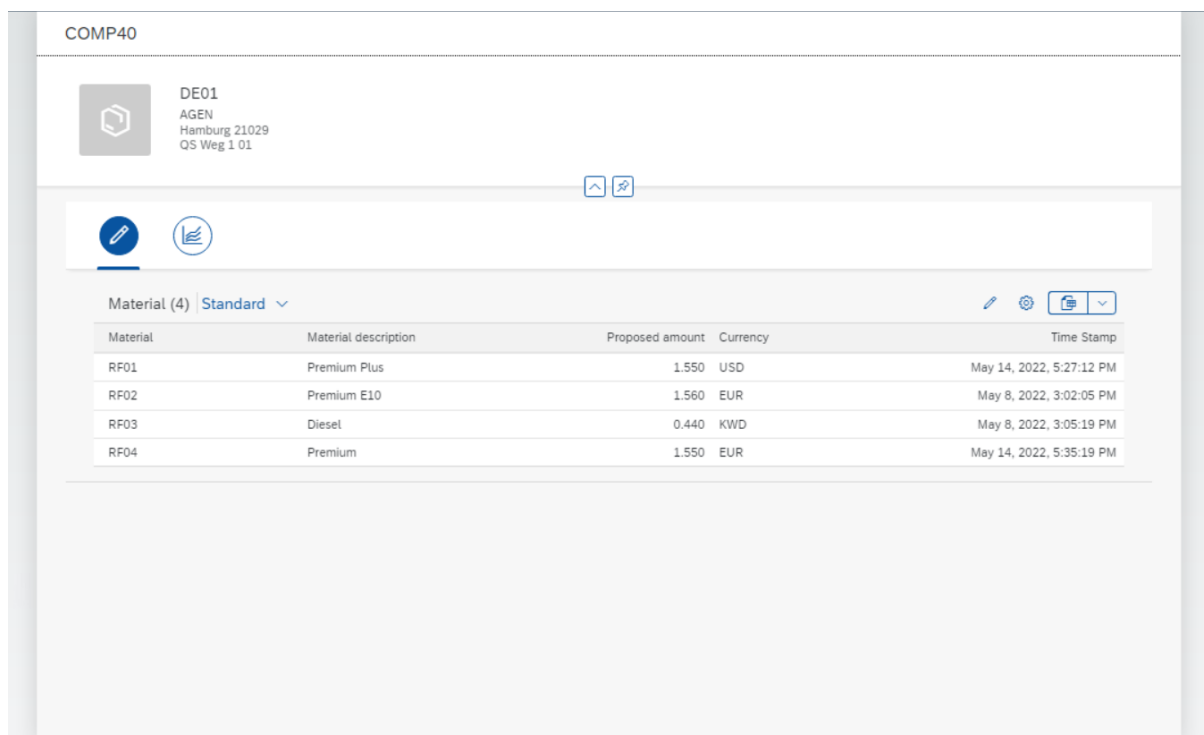 COMP40
DE01
AGEN
Hamburg 21029
QS Weg 1 01
Material (4) Standard
Material Material description Proposed amount Currency Time Stamp
RF01 Premium Plus 1.550 USD May 14, 2022, 5:27:12 PM
RF02 Premium E10 1.560 EUR May 8, 2022, 3:02:05 PM
RF03 Diesel 0.440 KWD May 8, 2022, 3:05:19 PM
RF04 Premium 1.550 EUR May 14, 2022, 5:35:19 PM